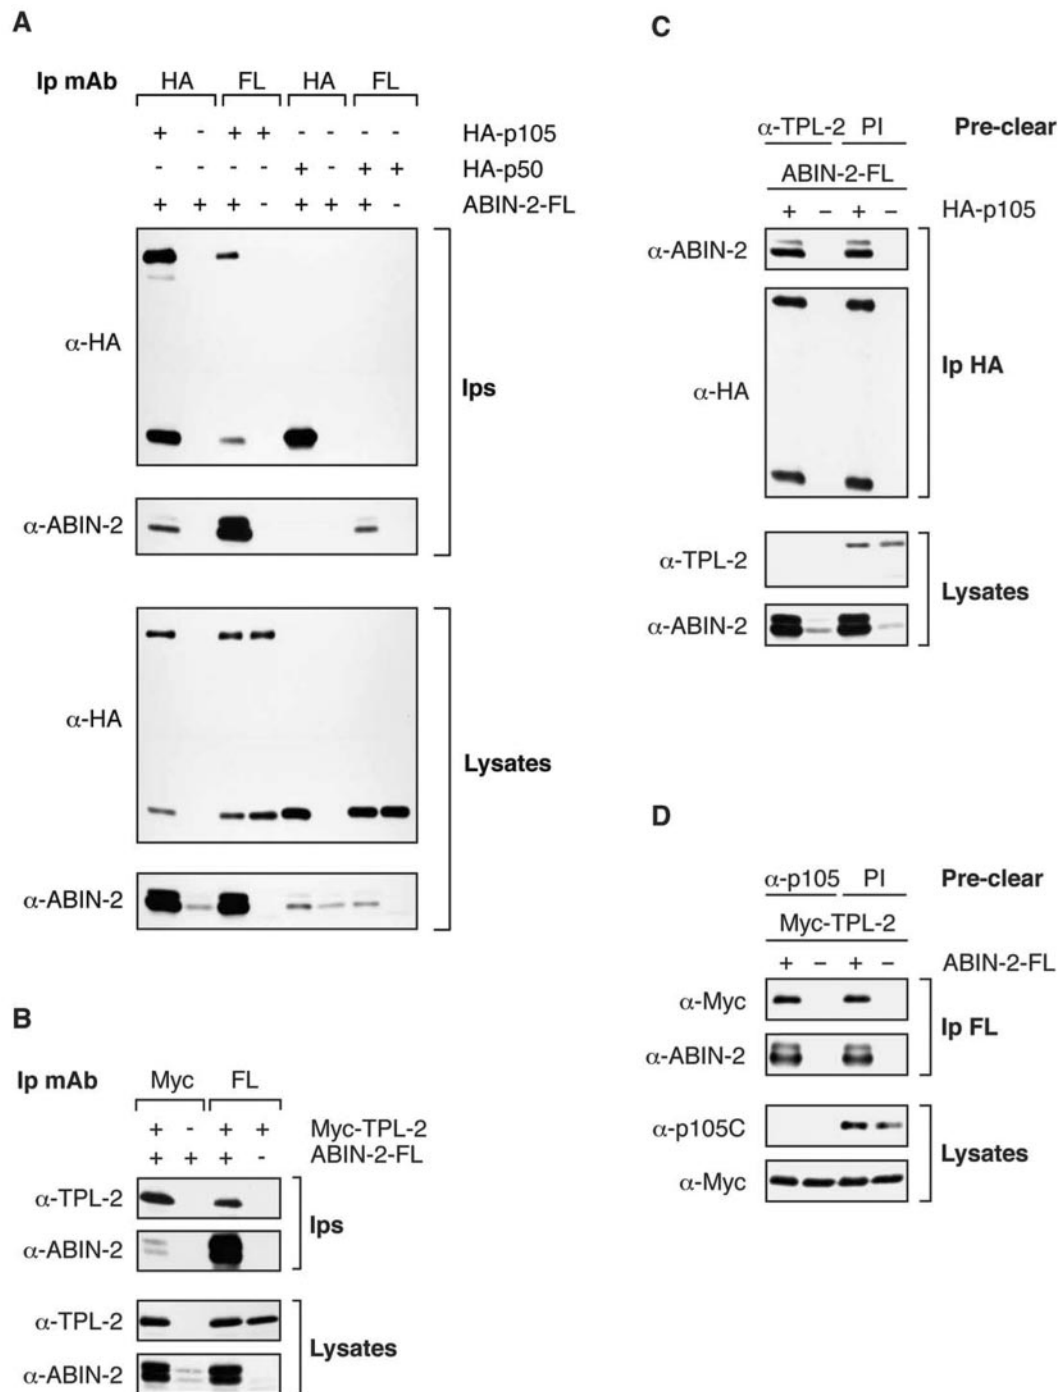 A
Ip mAb HA FL HA FL
+ - + + - - - - HA-p105
- - - - + - + + HA-p50
+ + + - + + + - ABIN-2-FL
α-HA
Ips
α-ABIN-2
α-HA
Lysates
α-ABIN-2
B
Ip mAb Myc FL
+ - + + Myc-TPL-2
+ + + - ABIN-2-FL
α-TPL-2
Ips
α-ABIN-2
α-TPL-2
Lysates
α-ABIN-2
C
α-TPL-2 PI Pre-clear
ABIN-2-FL
+ − + − HA-p105
α-ABIN-2
Ip HA
α-HA
α-TPL-2
Lysates
α-ABIN-2
D
α-p105 PI Pre-clear
Myc-TPL-2
+ − + − ABIN-2-FL
α-Myc
Ip FL
α-ABIN-2
α-p105C
Lysates
α-Myc